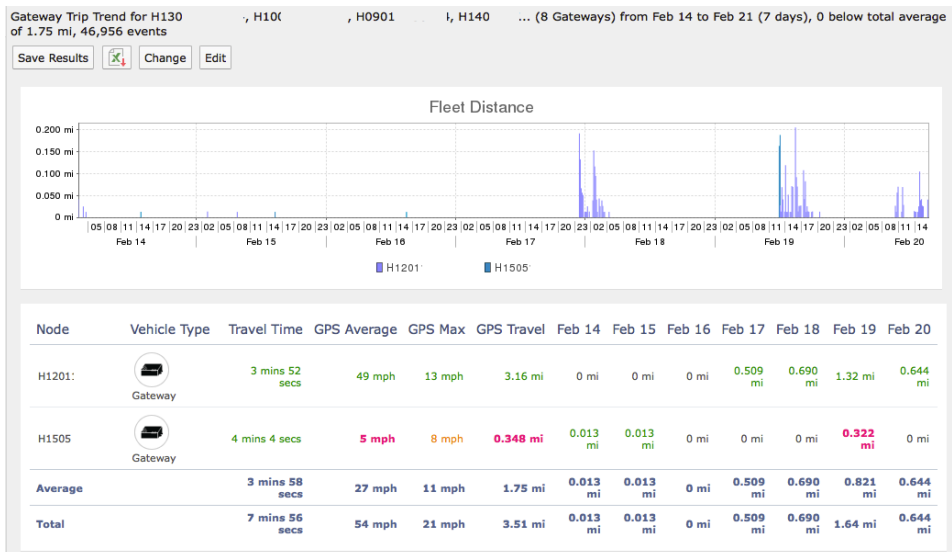 Gateway Trip Trend for H130 -, H10( , H0901 , H140 ... (8 Gateways) from Feb 14 to Feb 21 (7 days), 0 below total average
of 1.75 mi, 46,956 events
Save Results Change Edit
Fleet Distance
0.200 mi
0.150 mi
0.100 mi
0.050 mi
0 mi
05 08 11 14 17 20 23 02 05 08 11 14 17 20 23 02 05 08 11 14 17 20 23 02 05 08 11 14 17 20 23 02 05 08 11 14 17 20 23 02 05 08 11 14 17 20 23 02 05 08 11 14
Feb 14 Feb 15 Feb 16 Feb 17 Feb 18 Feb 19 Feb 20
H1201 H1505
Node Vehicle Type Travel Time GPS Average GPS Max GPS Travel Feb 14 Feb 15 Feb 16 Feb 17 Feb 18 Feb 19 Feb 20
H1201: Gateway 3 mins 52 secs 49 mph 13 mph 3.16 mi 0 mi 0 mi 0 mi 0.509 mi 0.690 mi 1.32 mi 0.644 mi
H1505 Gateway 4 mins 4 secs 5 mph 8 mph 0.348 mi 0.013 mi 0.013 mi 0 mi 0 mi 0 mi 0.322 mi 0 mi
Average 3 mins 58 secs 27 mph 11 mph 1.75 mi 0.013 mi 0.013 mi 0 mi 0.509 mi 0.690 mi 0.821 mi 0.644 mi
Total 7 mins 56 secs 54 mph 21 mph 3.51 mi 0.013 mi 0.013 mi 0 mi 0.509 mi 0.690 mi 1.64 mi 0.644 mi